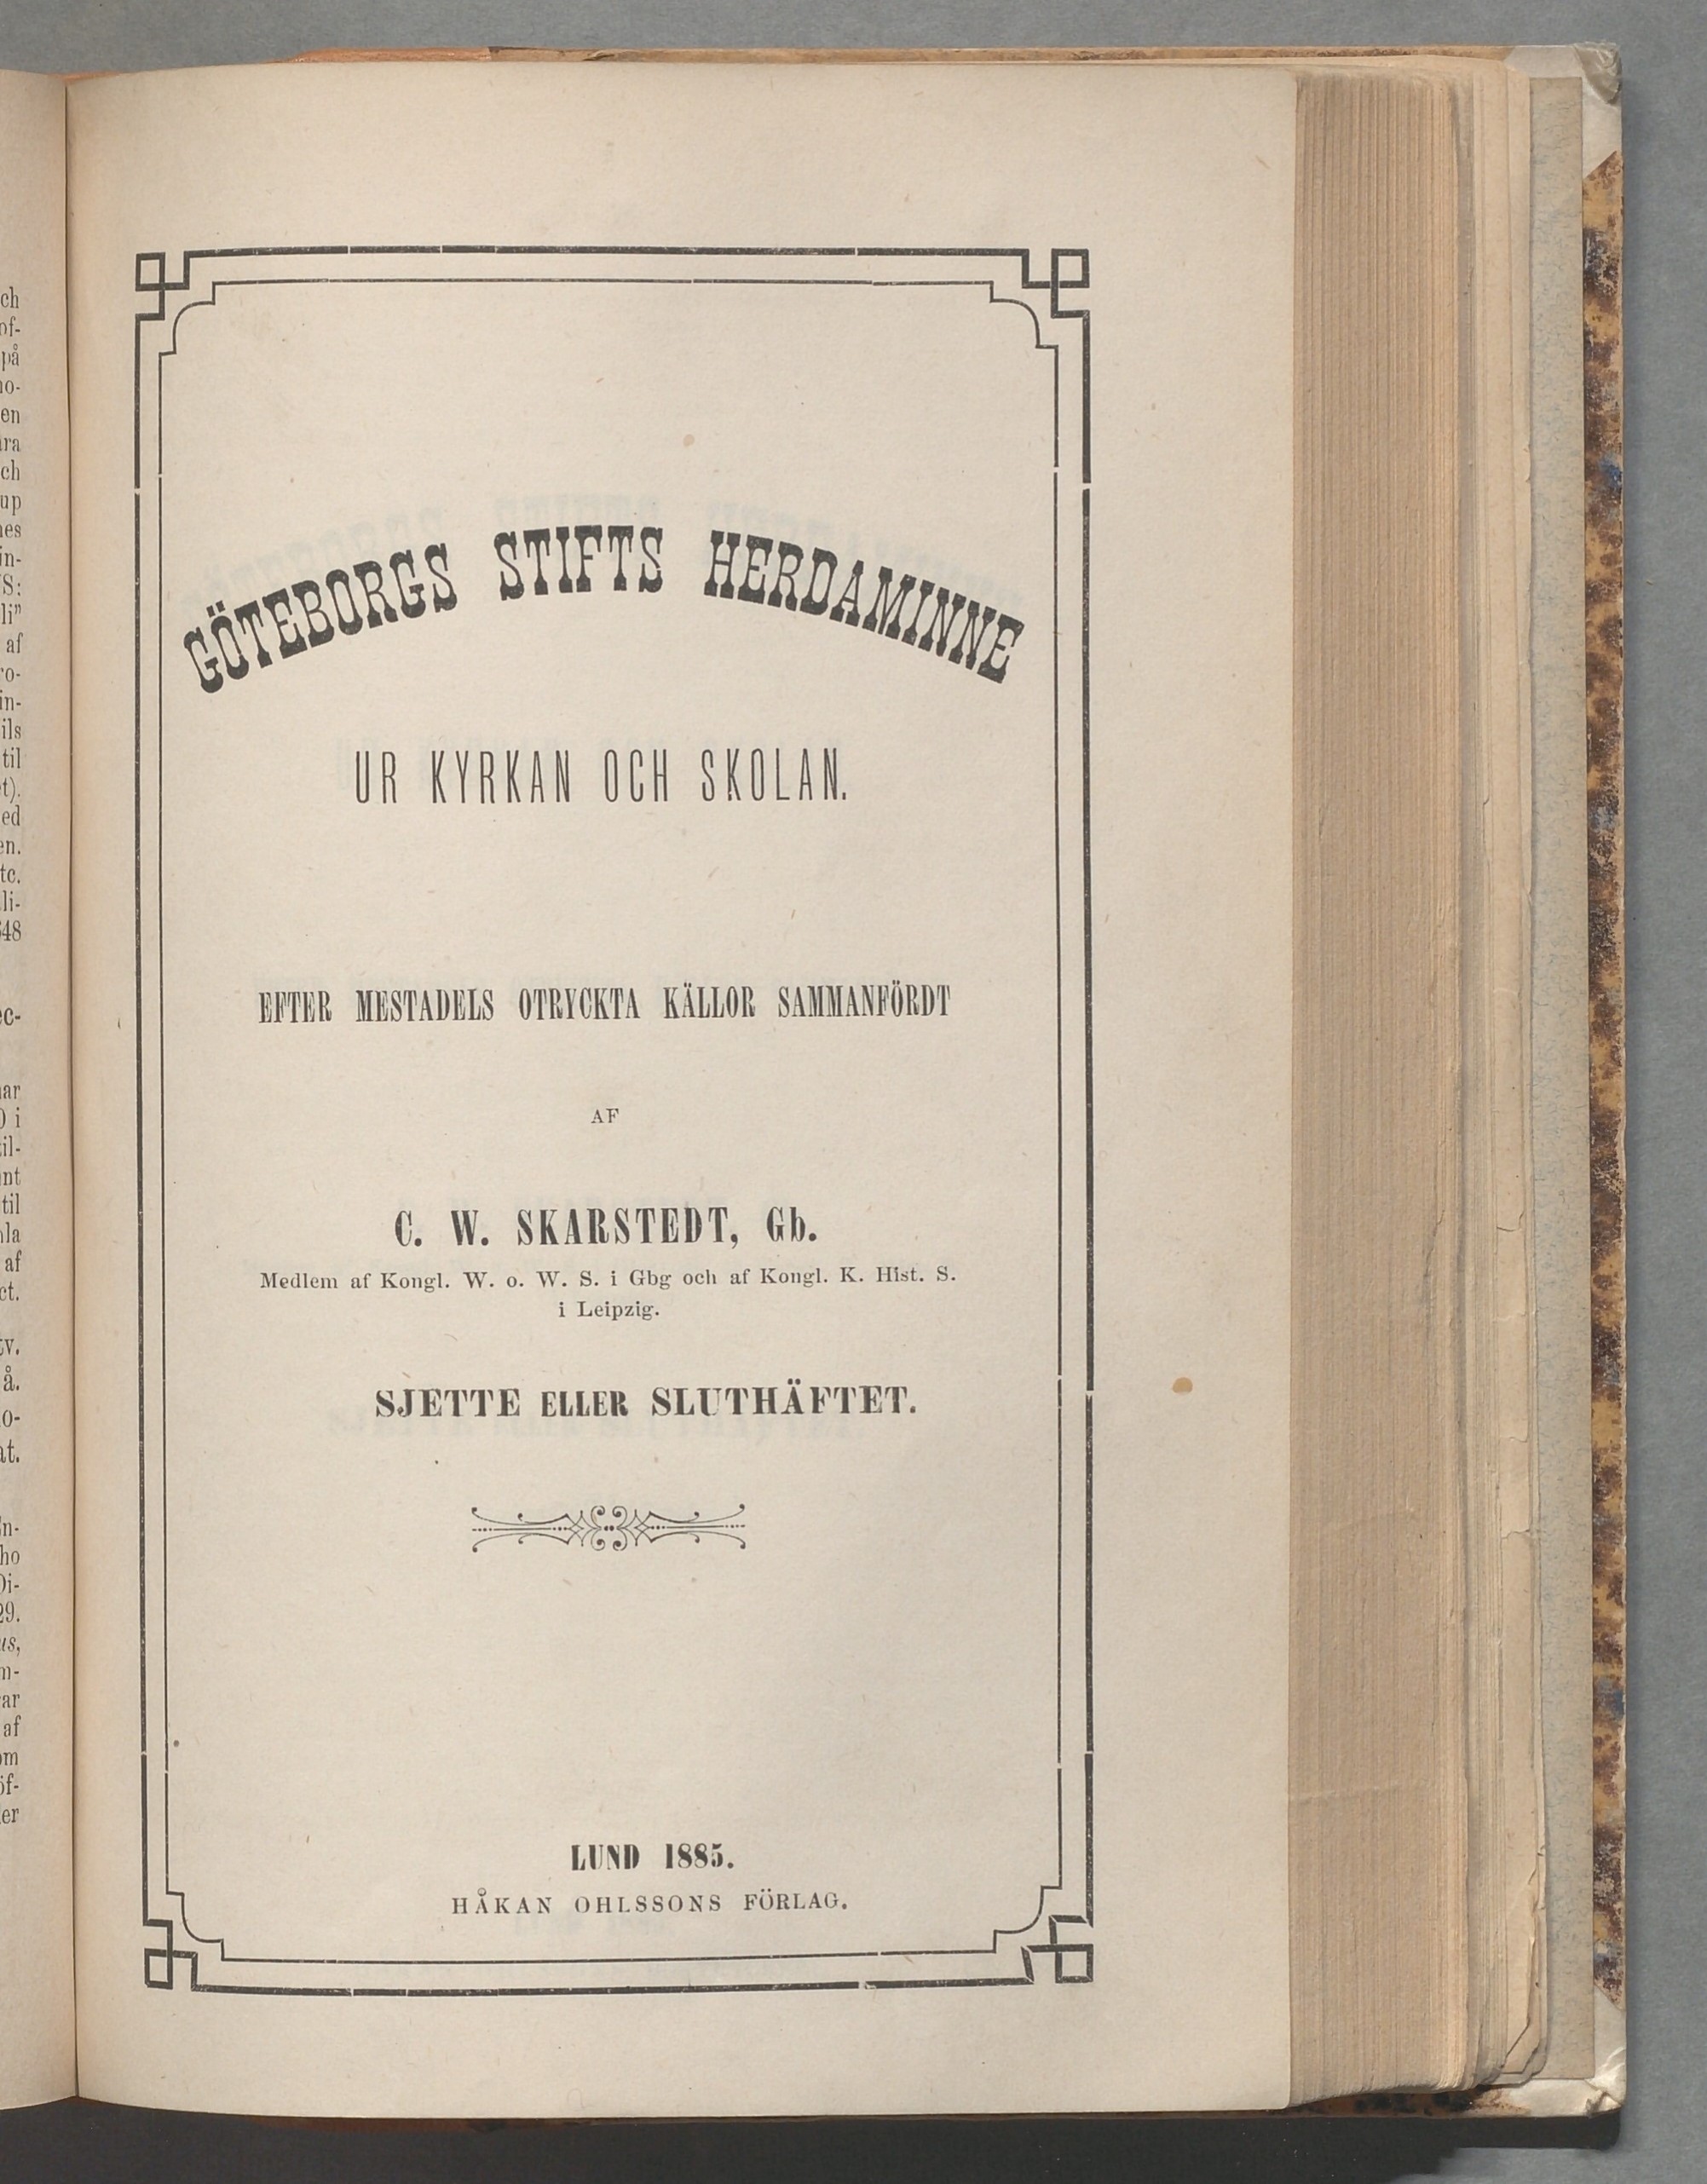 GÖTEBORGS STIFTS HERDAMINNE
UR KYRKAN OCH SKOLAN.
EFTER MESTADELS OTRYCKTA KÄLLOR SAMMANFÖRDT
AF
C. W. SKARSTEDT, Gb.
Medlem af Kongl. W. o. W. S. i Gbg och af Kongl. K. Hist. S.
i Leipzig.
SJETTE ELLER SLUTHÄFTET.
LUND 1885.
HÅKAN OHLSSONS FÖRLAG.